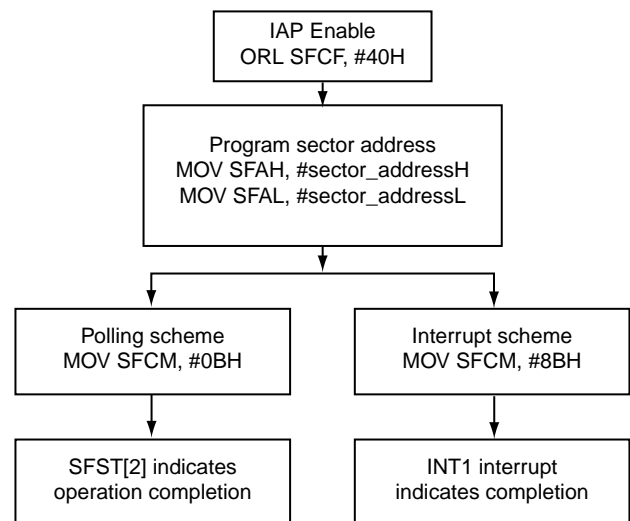 IAP Enable
ORL SFCF, #40H
Program sector address
MOV SFAH, #sector_addressH
MOV SFAL, #sector_addressL
Polling scheme
MOV SFCM, #0BH
Interrupt scheme
MOV SFCM, #8BH
SFST[2] indicates
operation completion
INT1 interrupt
indicates completion